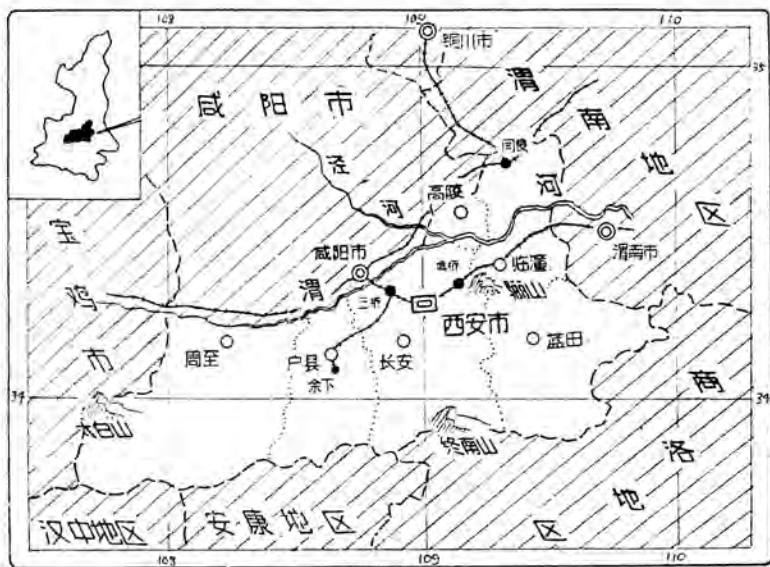 108
109
110
铜川市
35
咸阳市
渭南地区
闫良
泾河
高陵
渭河
咸阳市
渭南市
临潼
骊山
宝鸡市
三桥
西安市
周至
户县
长安
蓝田
余下
34
34
太白山
终南山
商洛地区
汉中地区
安康地区
108
109
110